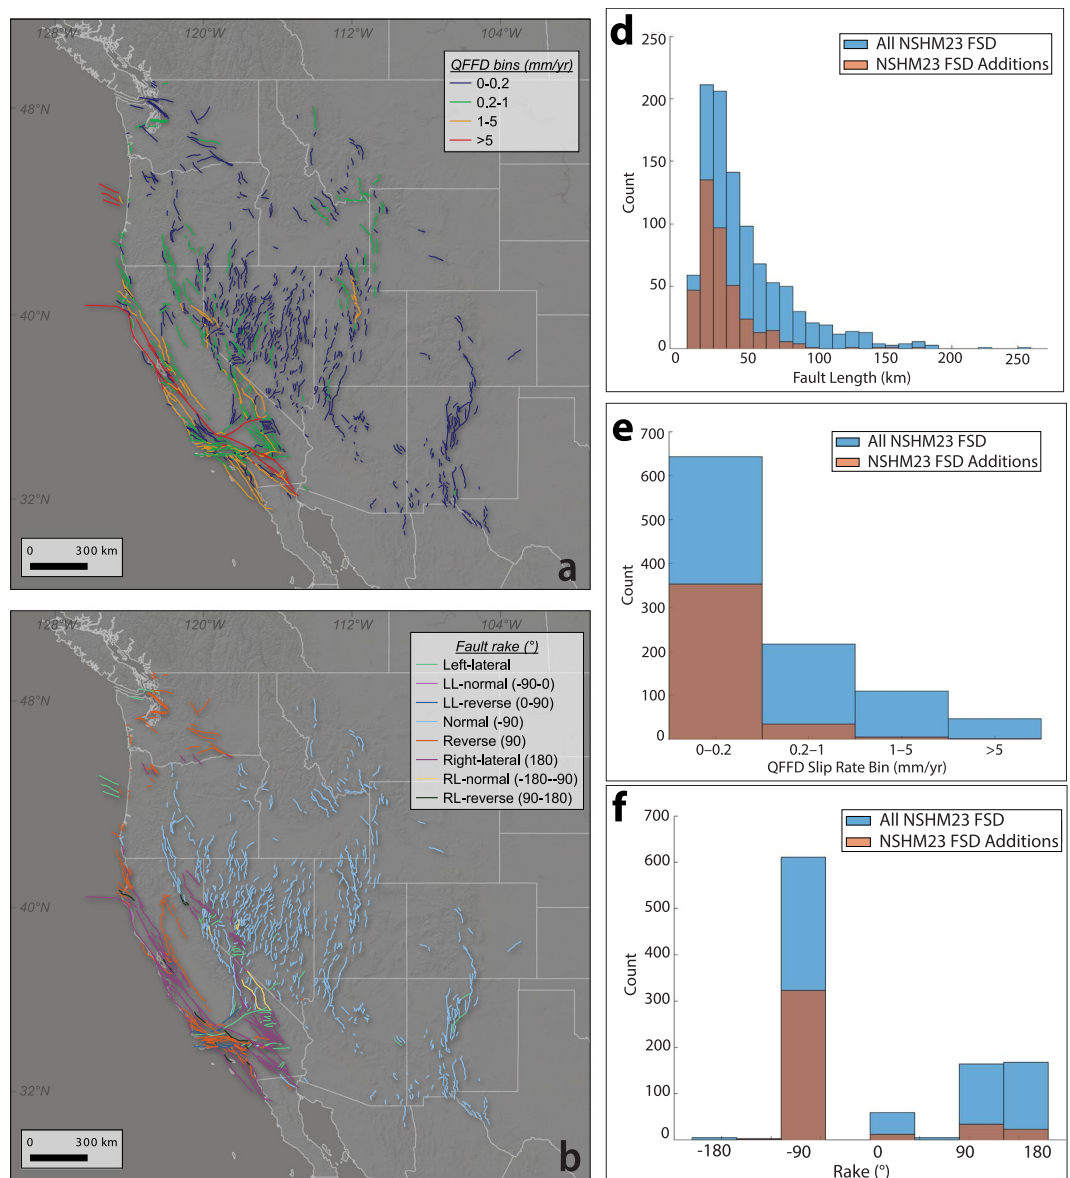 128°W
120°W
112°W
104°W
48°N
40°N
32°N
QFFD bins (mm/yr)
0-0.2
0.2-1
1-5
>5
0 300 km
a
128°W
120°W
112°W
104°W
48°N
40°N
32°N
Fault rake (°)
Left-lateral
LL-normal (-90-0)
LL-reverse (0-90)
Normal (-90)
Reverse (90)
Right-lateral (180)
RL-normal (-180--90)
RL-reverse (90-180)
0 300 km
b
d
All NSHM23 FSD
NSHM23 FSD Additions
250
200
150
100
50
0
Count
0 50 100 150 200 250
Fault Length (km)
e
All NSHM23 FSD
NSHM23 FSD Additions
700
600
500
400
300
200
100
0
Count
0–0.2 0.2–1 1–5 >5
QFFD Slip Rate Bin (mm/yr)
f
All NSHM23 FSD
NSHM23 FSD Additions
700
600
500
400
300
200
100
0
Count
-180 -90 0 90 180
Rake (°)